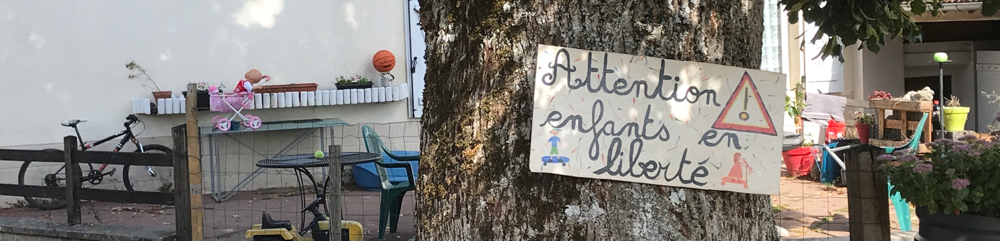 Attention
enfants en
liberté